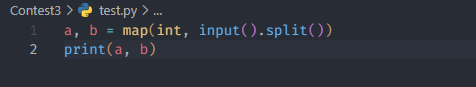 Contest3 > test.py > ...
1 a, b = map(int, input().split())
2 print(a, b)